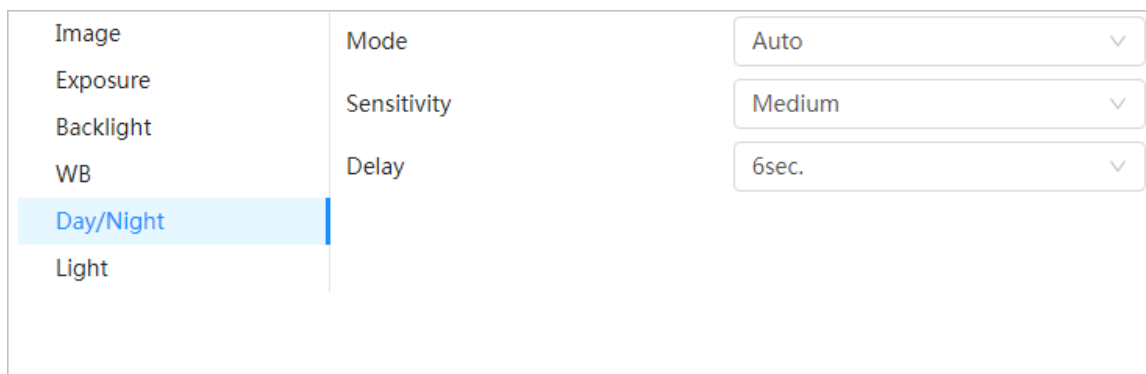 Image
Exposure
Backlight
WB
Day/Night
Light
Mode
Auto
Sensitivity
Medium
Delay
6sec.